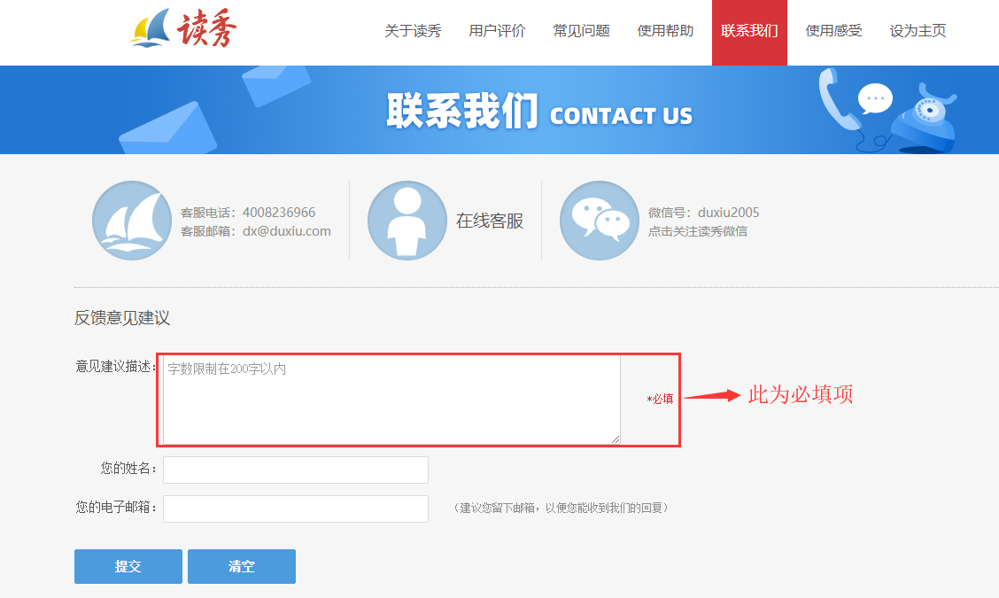 读秀
关于读秀 用户评价 常见问题 使用帮助 联系我们 使用感受 设为主页
联系我们 CONTACT US
客服电话：4008236966
客服邮箱：dx@duxiu.com
在线客服
微信号：duxiu2005
点击关注读秀微信
反馈意见建议
意见建议描述：
字数限制在200字以内
*必填
此为必填项
您的姓名：
您的电子邮箱：
（建议您留下邮箱，以便您能收到我们的回复）
提交
清空